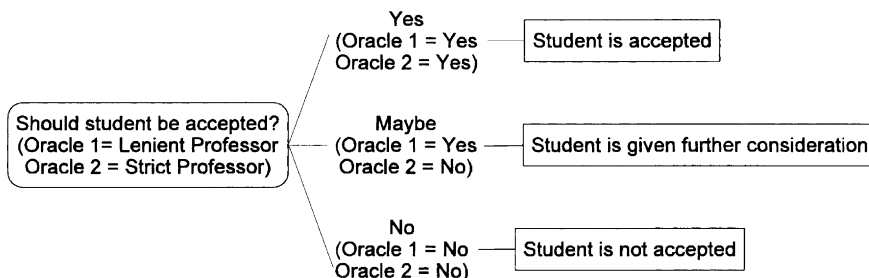 Yes
(Oracle 1 = Yes
Oracle 2 = Yes)
Student is accepted
Should student be accepted?
(Oracle 1= Lenient Professor
Oracle 2 = Strict Professor)
Maybe
(Oracle 1 = Yes
Oracle 2 = No)
Student is given further consideration
No
(Oracle 1 = No
Oracle 2 = No)
Student is not accepted